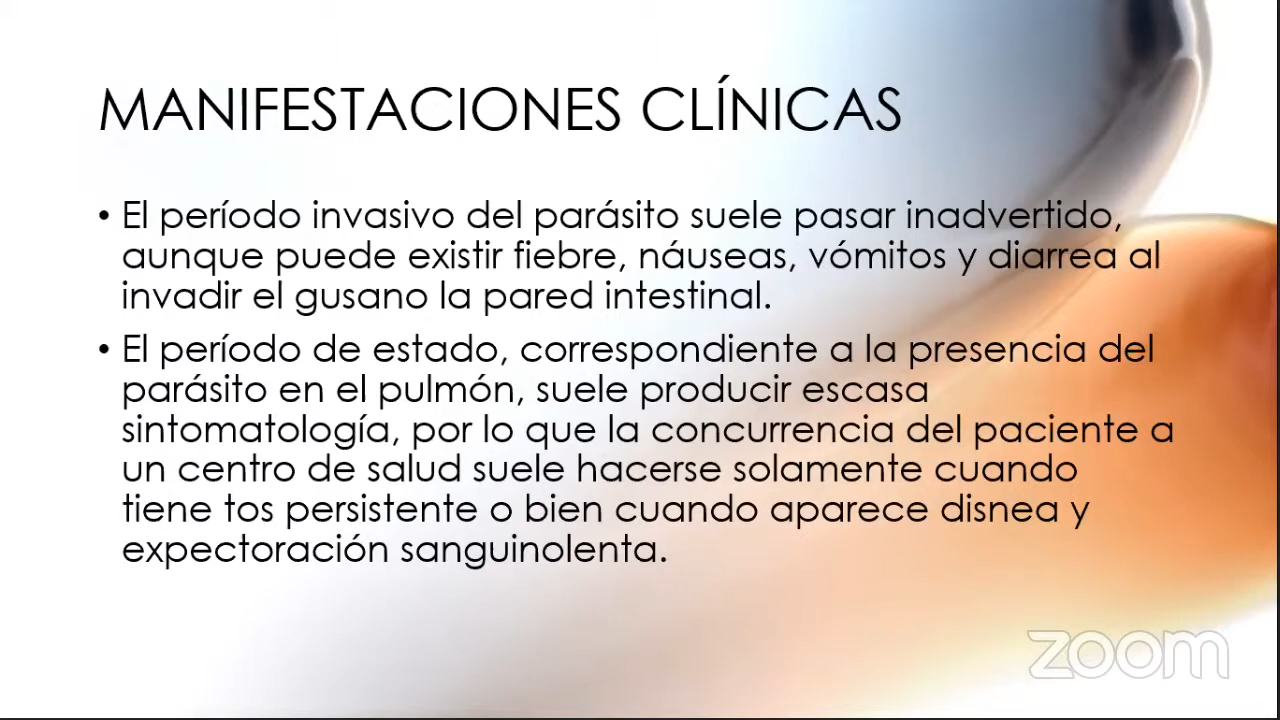 MANIFESTACIONES CLÍNICAS
• El período invasivo del parásito suele pasar inadvertido,
aunque puede existir fiebre, náuseas, vómitos y diarrea al
invadir el gusano la pared intestinal.
• El período de estado, correspondiente a la presencia del
parásito en el pulmón, suele producir escasa
sintomatología, por lo que la concurrencia del paciente a
un centro de salud suele hacerse solamente cuando
tiene tos persistente o bien cuando aparece disnea y
expectoración sanguinolenta.
zoom